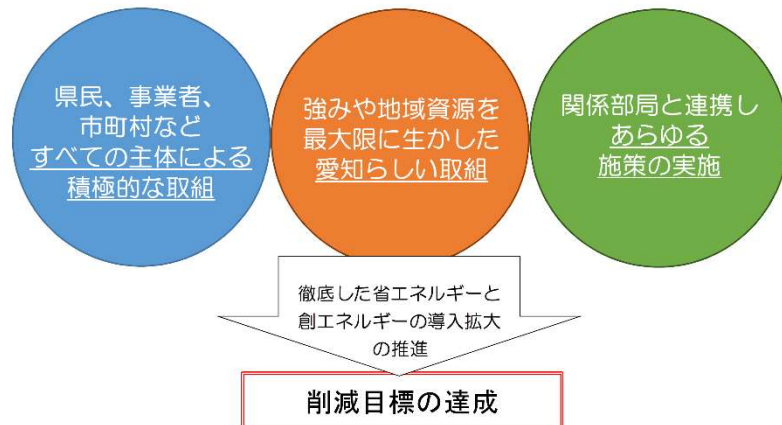 県民、事業者、
市町村など
すべての主体による
積極的な取組
強みや地域資源を
最大限に生かした
愛知らしい取組
関係部局と連携し
あらゆる
施策の実施
徹底した省エネルギーと
創エネルギーの導入拡大
の推進
削減目標の達成